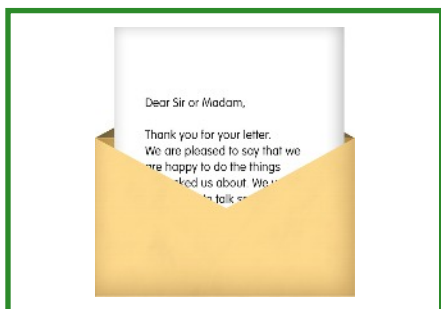 Dear Sir or Madam,
Thank you for your letter.
We are pleased to say that we
are happy to do the things
us about. We
talk